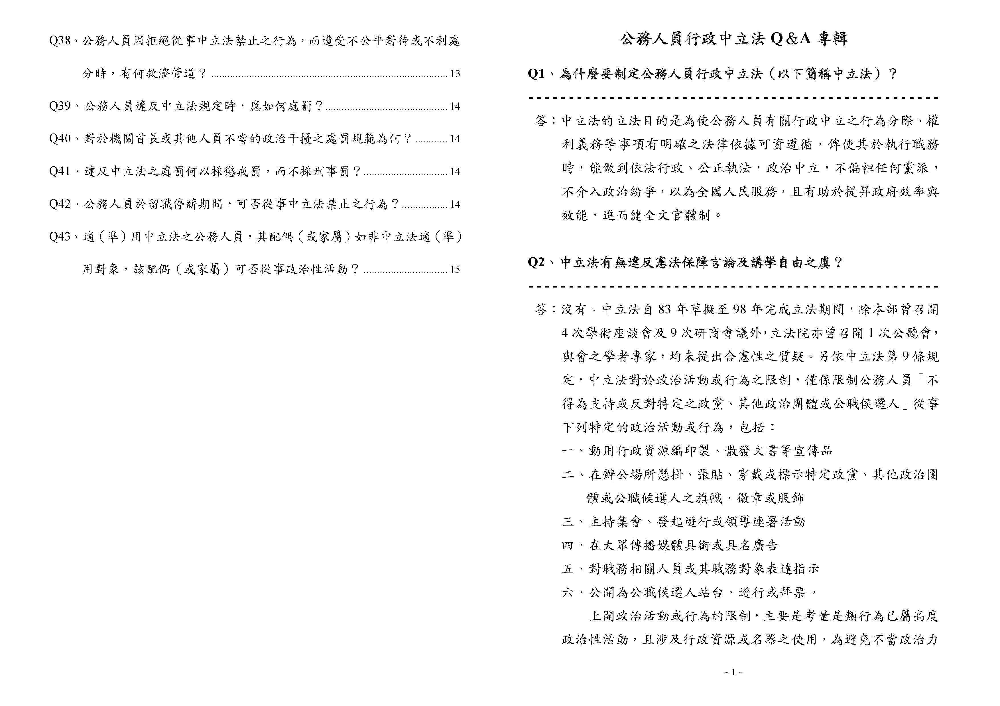 Q38、公務人員因拒絕從事中立法禁止之行為，而遭受不公平對待或不利處
分時，有何救濟管道？ ............................................................................................ 13
Q39、公務人員違反中立法規定時，應如何處罰？.............................................. 14
Q40、對於機關首長或其他人員不當的政治干擾之處罰規範為何？ ............ 14
Q41、違反中立法之處罰何以採懲戒罰，而不採刑事罰？................................ 14
Q42、公務人員於留職停薪期間，可否從事中立法禁止之行為？................. 14
Q43、適（準）用中立法之公務人員，其配偶（或家屬）如非中立法適（準）
用對象，該配偶（或家屬）可否從事政治性活動？ ................................ 15
公務人員行政中立法 Q＆A 專輯
Q1、為什麼要制定公務人員行政中立法（以下簡稱中立法）？
---------------------------------------------------
答：中立法的立法目的是為使公務人員有關行政中立之行為分際、權
利義務等事項有明確之法律依據可資遵循，俾使其於執行職務
時，能做到依法行政、公正執法，政治中立，不偏袒任何黨派，
不介入政治紛爭，以為全國人民服務，且有助於提昇政府效率與
效能，進而健全文官體制。
Q2、中立法有無違反憲法保障言論及講學自由之虞？
---------------------------------------------------
答：沒有。中立法自 83 年草擬至 98 年完成立法期間，除本部曾召開
4 次學術座談會及 9 次研商會議外，立法院亦曾召開 1 次公聽會，
與會之學者專家，均未提出合憲性之質疑。另依中立法第 9 條規
定，中立法對於政治活動或行為之限制，僅係限制公務人員「不
得為支持或反對特定之政黨、其他政治團體或公職候選人」從事
下列特定的政治活動或行為，包括：
一、動用行政資源編印製、散發文書等宣傳品
二、在辦公場所懸掛、張貼、穿戴或標示特定政黨、其他政治團
體或公職候選人之旗幟、徽章或服飾
三、主持集會、發起遊行或領導連署活動
四、在大眾傳播媒體具銜或具名廣告
五、對職務相關人員或其職務對象表達指示
六、公開為公職候選人站台、遊行或拜票。
上開政治活動或行為的限制，主要是考量是類行為已屬高度
政治性活動，且涉及行政資源或名器之使用，為避免不當政治力
- 1 -